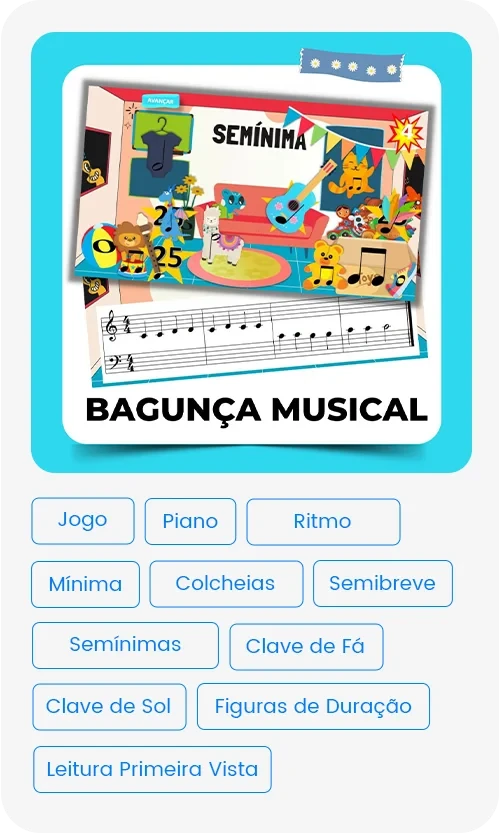 AVANÇAR
SEMÍNIMA
4
25
BAGUNÇA MUSICAL
Jogo
Piano
Ritmo
Mínima
Colcheias
Semibreve
Semínimas
Clave de Fá
Clave de Sol
Figuras de Duração
Leitura Primeira Vista